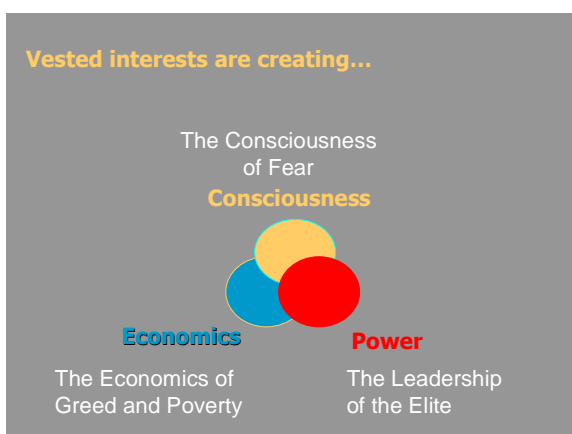 Vested interests are creating…
The Consciousness
of Fear
Consciousness
Economics
Power
The Economics of
Greed and Poverty
The Leadership
of the Elite